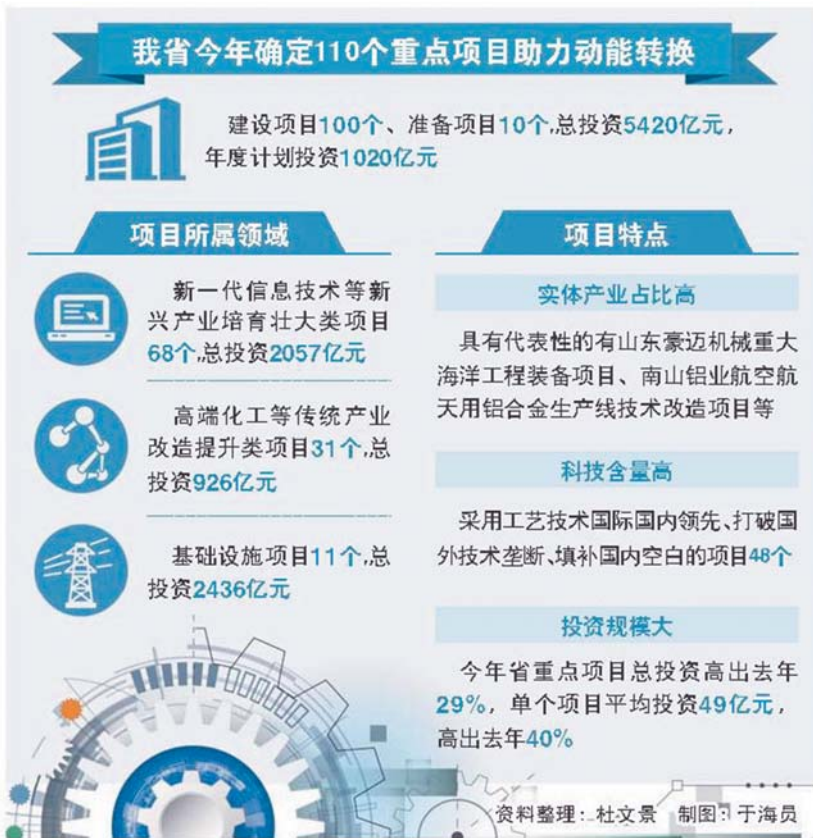 我省今年确定110个重点项目助力动能转换
建设项目100个、准备项目10个,总投资5420亿元，
年度计划投资1020亿元
项目所属领域
新一代信息技术等新
兴产业培育壮大类项目
68个,总投资2057亿元
高端化工等传统产业
改造提升类项目31个,总
投资926亿元
基础设施项目11个,总
投资2436亿元
项目特点
实体产业占比高
具有代表性的有山东豪迈机械重大
海洋工程装备项目、南山铝业航空航
天用铝合金生产线技术改造项目等
科技含量高
采用工艺技术国际国内领先、打破国
外技术垄断、填补国内空白的项目48个
投资规模大
今年省重点项目总投资高出去年
29%，单个项目平均投资49亿元，
高出去年40%
资料整理：杜文景 制图：于海员